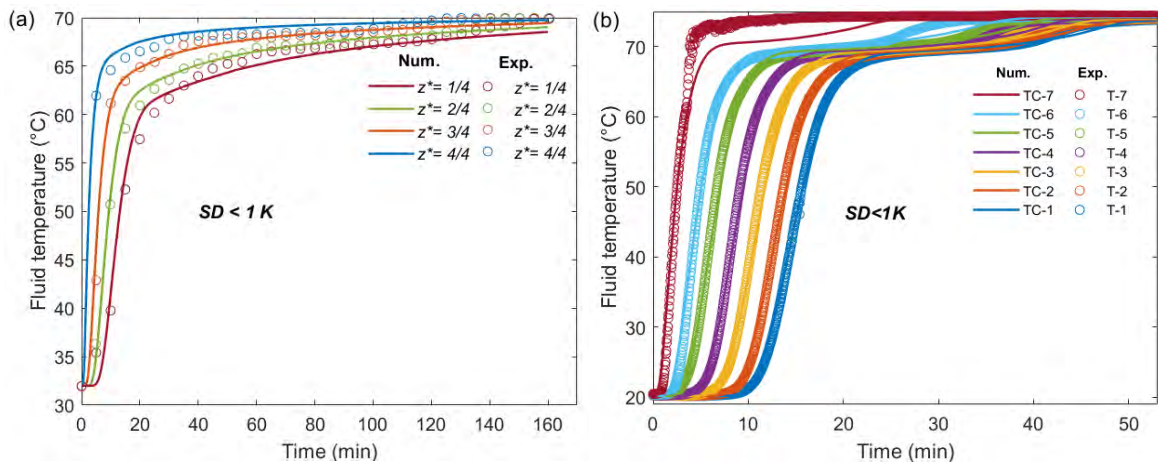 (a)
70
65
60
55
50
45
40
35
30
0 20 40 60 80 100 120 140 160
Fluid temperature (°C)
Time (min)
Num. Exp.
z*= 1/4 z*= 1/4
z*= 2/4 z*= 2/4
z*= 3/4 z*= 3/4
z*= 4/4 z*= 4/4
SD < 1 K
(b)
70
60
50
40
30
20
0 10 20 30 40 50
Fluid temperature (°C)
Time (min)
Num. Exp.
TC-7 T-7
TC-6 T-6
TC-5 T-5
TC-4 T-4
TC-3 T-3
TC-2 T-2
TC-1 T-1
SD<1K